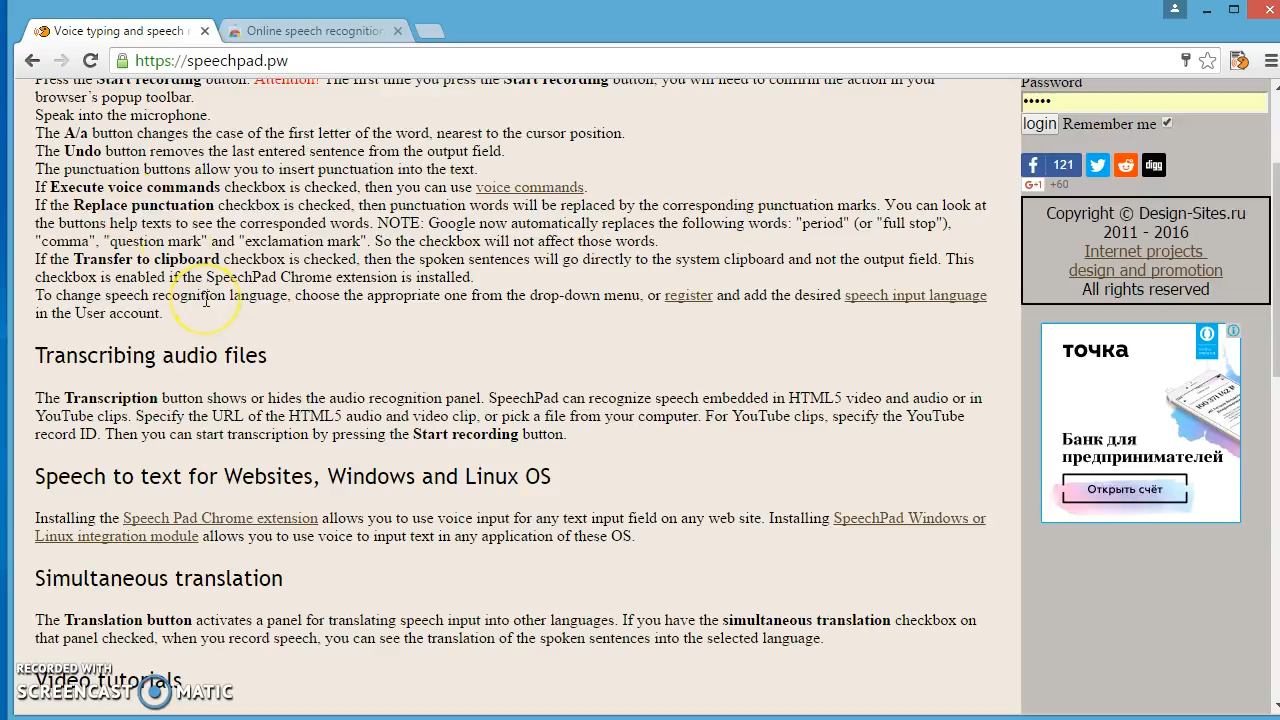 Voice typing and speech r
Online speech recognition
https://speechpad.pw
Press the Start recording button. Attention! The first time you press the Start recording button, you will need to confirm the action in your
browser's popup toolbar.
Speak into the microphone.
The A/a button changes the case of the first letter of the word, nearest to the cursor position.
The Undo button removes the last entered sentence from the output field.
The punctuation buttons allow you to insert punctuation into the text.
If Execute voice commands checkbox is checked, then you can use voice commands.
If the Replace punctuation checkbox is checked, then punctuation words will be replaced by the corresponding punctuation marks. You can look at
the buttons help texts to see the corresponded words. NOTE: Google now automatically replaces the following words: "period" (or "full stop"),
"comma", "question mark" and "exclamation mark". So the checkbox will not affect those words.
If the Transfer to clipboard checkbox is checked, then the spoken sentences will go directly to the system clipboard and not the output field. This
checkbox is enabled if the SpeechPad Chrome extension is installed.
To change speech recognition language, choose the appropriate one from the drop-down menu, or register and add the desired speech input language
in the User account.
Transcribing audio files
The Transcription button shows or hides the audio recognition panel. SpeechPad can recognize speech embedded in HTML5 video and audio or in
YouTube clips. Specify the URL of the HTML5 audio and video clip, or pick a file from your computer. For YouTube clips, specify the YouTube
record ID. Then you can start transcription by pressing the Start recording button.
Speech to text for Websites, Windows and Linux OS
Installing the Speech Pad Chrome extension allows you to use voice input for any text input field on any web site. Installing SpeechPad Windows or
Linux integration module allows you to use voice to input text in any application of these OS.
Simultaneous translation
The Translation button activates a panel for translating speech input into other languages. If you have the simultaneous translation checkbox on
that panel checked, when you record speech, you can see the translation of the spoken sentences into the selected language.
Video tutorials
RECORDED WITH
SCREENCAST MATIC
Password
•••••
login Remember me
121
digg
G+1 +60
Copyright © Design-Sites.ru
2011 - 2016
Internet projects
design and promotion
All rights reserved
точка
Банк для
предпринимателей
Открыть счёт